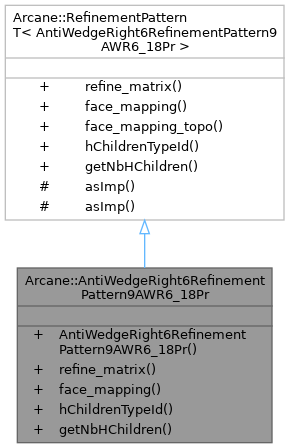 Arcane::RefinementPattern
T< AntiWedgeRight6RefinementPattern9
AWR6_18Pr >
+ refine_matrix()
+ face_mapping()
+ face_mapping_topo()
+ hChildrenTypeId()
+ getNbHChildren()
# asImp()
# asImp()
Arcane::AntiWedgeRight6Refinement
Pattern9AWR6_18Pr
+ AntiWedgeRight6Refinement
Pattern9AWR6_18Pr()
+ refine_matrix()
+ face_mapping()
+ hChildrenTypeId()
+ getNbHChildren()